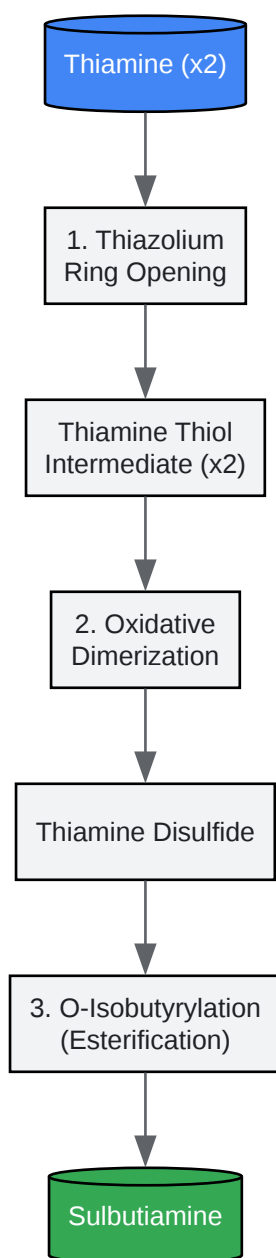 Thiamine (x2)
1. Thiazolium
Ring Opening
Thiamine Thiol
Intermediate (x2)
2. Oxidative
Dimerization
Thiamine Disulfide
3. O-Isobutyrylation
(Esterification)
Sulbutiamine